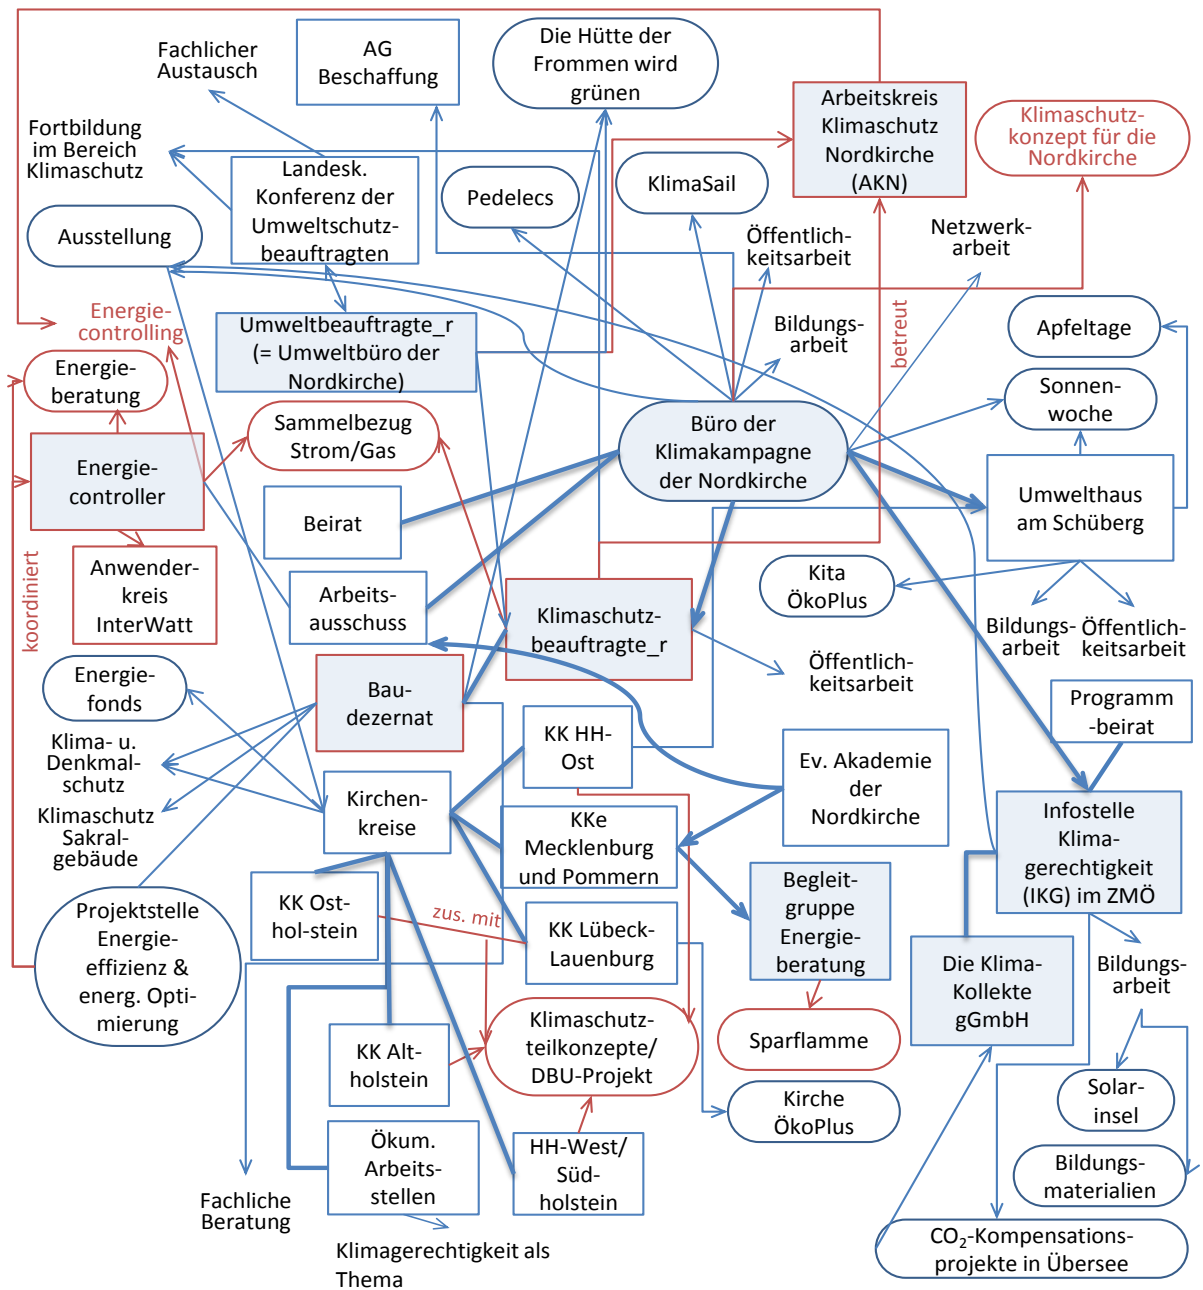 Die Hütte der
Frommen wird
grünen
Fachlicher
Austausch
AG
Beschaffung
Arbeitskreis
Klimaschutz
Nordkirche
(AKN)
Klimaschutz-
konzept für die
Nordkirche
Fortbildung
im Bereich
Klimaschutz
Landesk.
Konferenz der
Umweltschutz-
beauftragten
Pedelecs
KlimaSail
Ausstellung
Öffentlich-
keitsarbeit
Netzwerk-
arbeit
Energie-
controlling
Umweltbeauftragte_r
(= Umweltbüro der
Nordkirche)
Bildungs-
arbeit
betreut
Apfeltage
Energie-
beratung
Sonnen-
woche
Sammelbezug
Strom/Gas
Büro der
Klimakampagne
der Nordkirche
Energie-
controller
Umwelthaus
am Schüberg
Beirat
koordiniert
Anwender-
kreis
InterWatt
Arbeits-
ausschuss
Klimaschutz-
beauftragte_r
Kita
ÖkoPlus
Bildungs-
arbeit
Öffentlich-
keitsarbeit
Öffentlich-
keitsarbeit
Energie-
fonds
Bau-
dezernat
Programm
-beirat
KK HH-
Ost
Ev. Akademie
der
Nordkirche
Klima- u.
Denkmal-
schutz
Kirchen-
kreise
KKe
Mecklenburg
und Pommern
Infostelle
Klima-
gerechtigkeit
(IKG) im ZMÖ
Klimaschutz
Sakral-
gebäude
Begleit-
gruppe
Energie-
beratung
KK Ost-
hol-stein
zus. mit
KK Lübeck-
Lauenburg
Projektstelle
Energie-
effizienz &
energ. Opti-
mierung
Die Klima-
Kollekte
gGmbH
Bildungs-
arbeit
KK Alt-
holstein
Klimaschutz-
teilkonzepte/
DBU-Projekt
Sparflamme
Solar-
insel
Kirche
ÖkoPlus
Ökum.
Arbeits-
stellen
HH-West/
Süd-
holstein
Bildungs-
materialien
Fachliche
Beratung
Klimagerechtigkeit als
Thema
CO₂-Kompensations-
projekte in Übersee